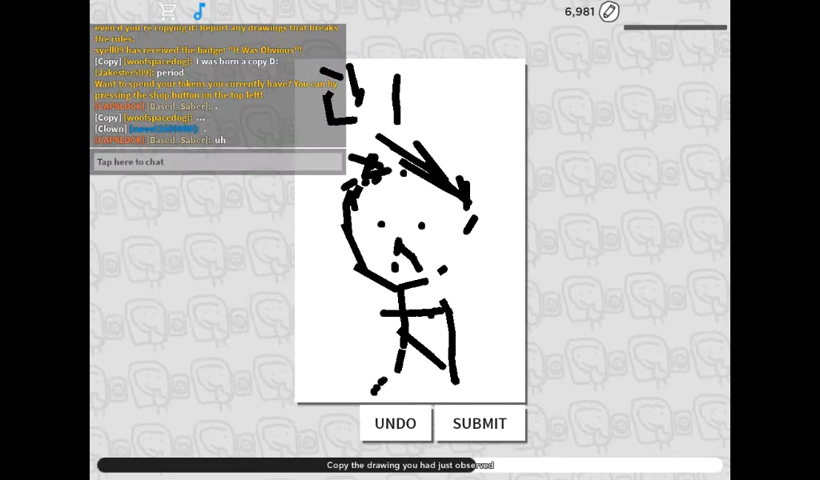 6,981
even if you're copying it! Report any drawings that breaks
the rules.
syell09 has received the badge: "It Was Obvious"!
[Copy] [woofspacedog]: I was born a copy D:
[Jakester509]: period
Want to spend your tokens you currently have? You can by
pressing the shop button on the top left!
[CAPSLOCK] [Based_Saber]: .
[Copy] [woofspacedog]: ...
[Clown] .
[CAPSLOCK] [Based_Saber]: uh
Tap here to chat
UNDO
SUBMIT
Copy the drawing you had just observed